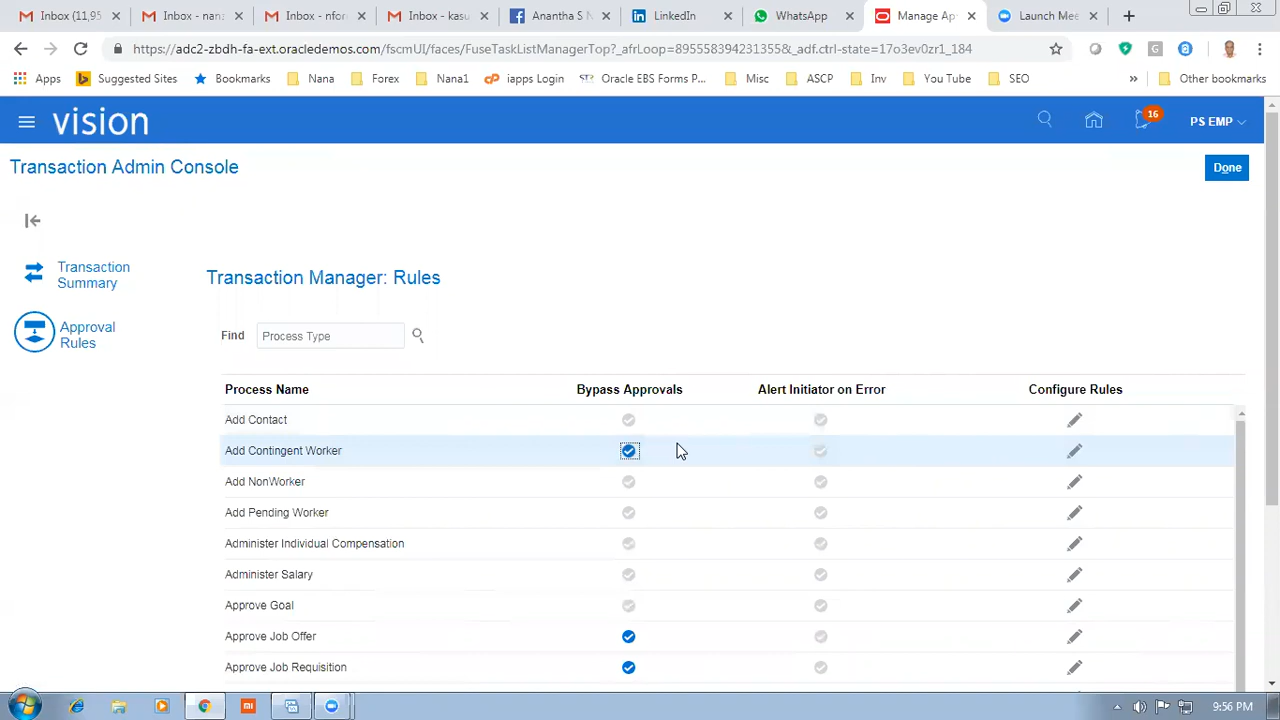 Inbox - (11,95
Inbox - nan
Inbox - nfor
Inbox - kasu
Anantha S N
LinkedIn
WhatsApp
Manage Ap
Launch Mee
https://adc2-zbdh-fa-ext.oracledemos.com/fscmUI/faces/FuseTaskListManagerTop?_afrLoop=89555839423135​5&_adf.ctrl-state=17o3ev0zr1_184
Apps
Suggested Sites
Bookmarks
Nana
Forex
Nana1
iapps Login
Oracle EBS Forms P...
Misc
ASCP
Inv
You Tube
SEO
»
Other bookmarks
vision
16
PS EMP
Transaction Admin Console
Done
Transaction
Summary
Approval
Rules
Transaction Manager: Rules
Find
Process Type
Process Name Bypass Approvals Alert Initiator on Error Configure Rules
Add Contact
Add Contingent Worker
Add NonWorker
Add Pending Worker
Administer Individual Compensation
Administer Salary
Approve Goal
Approve Job Offer
Approve Job Requisition
9:56 PM